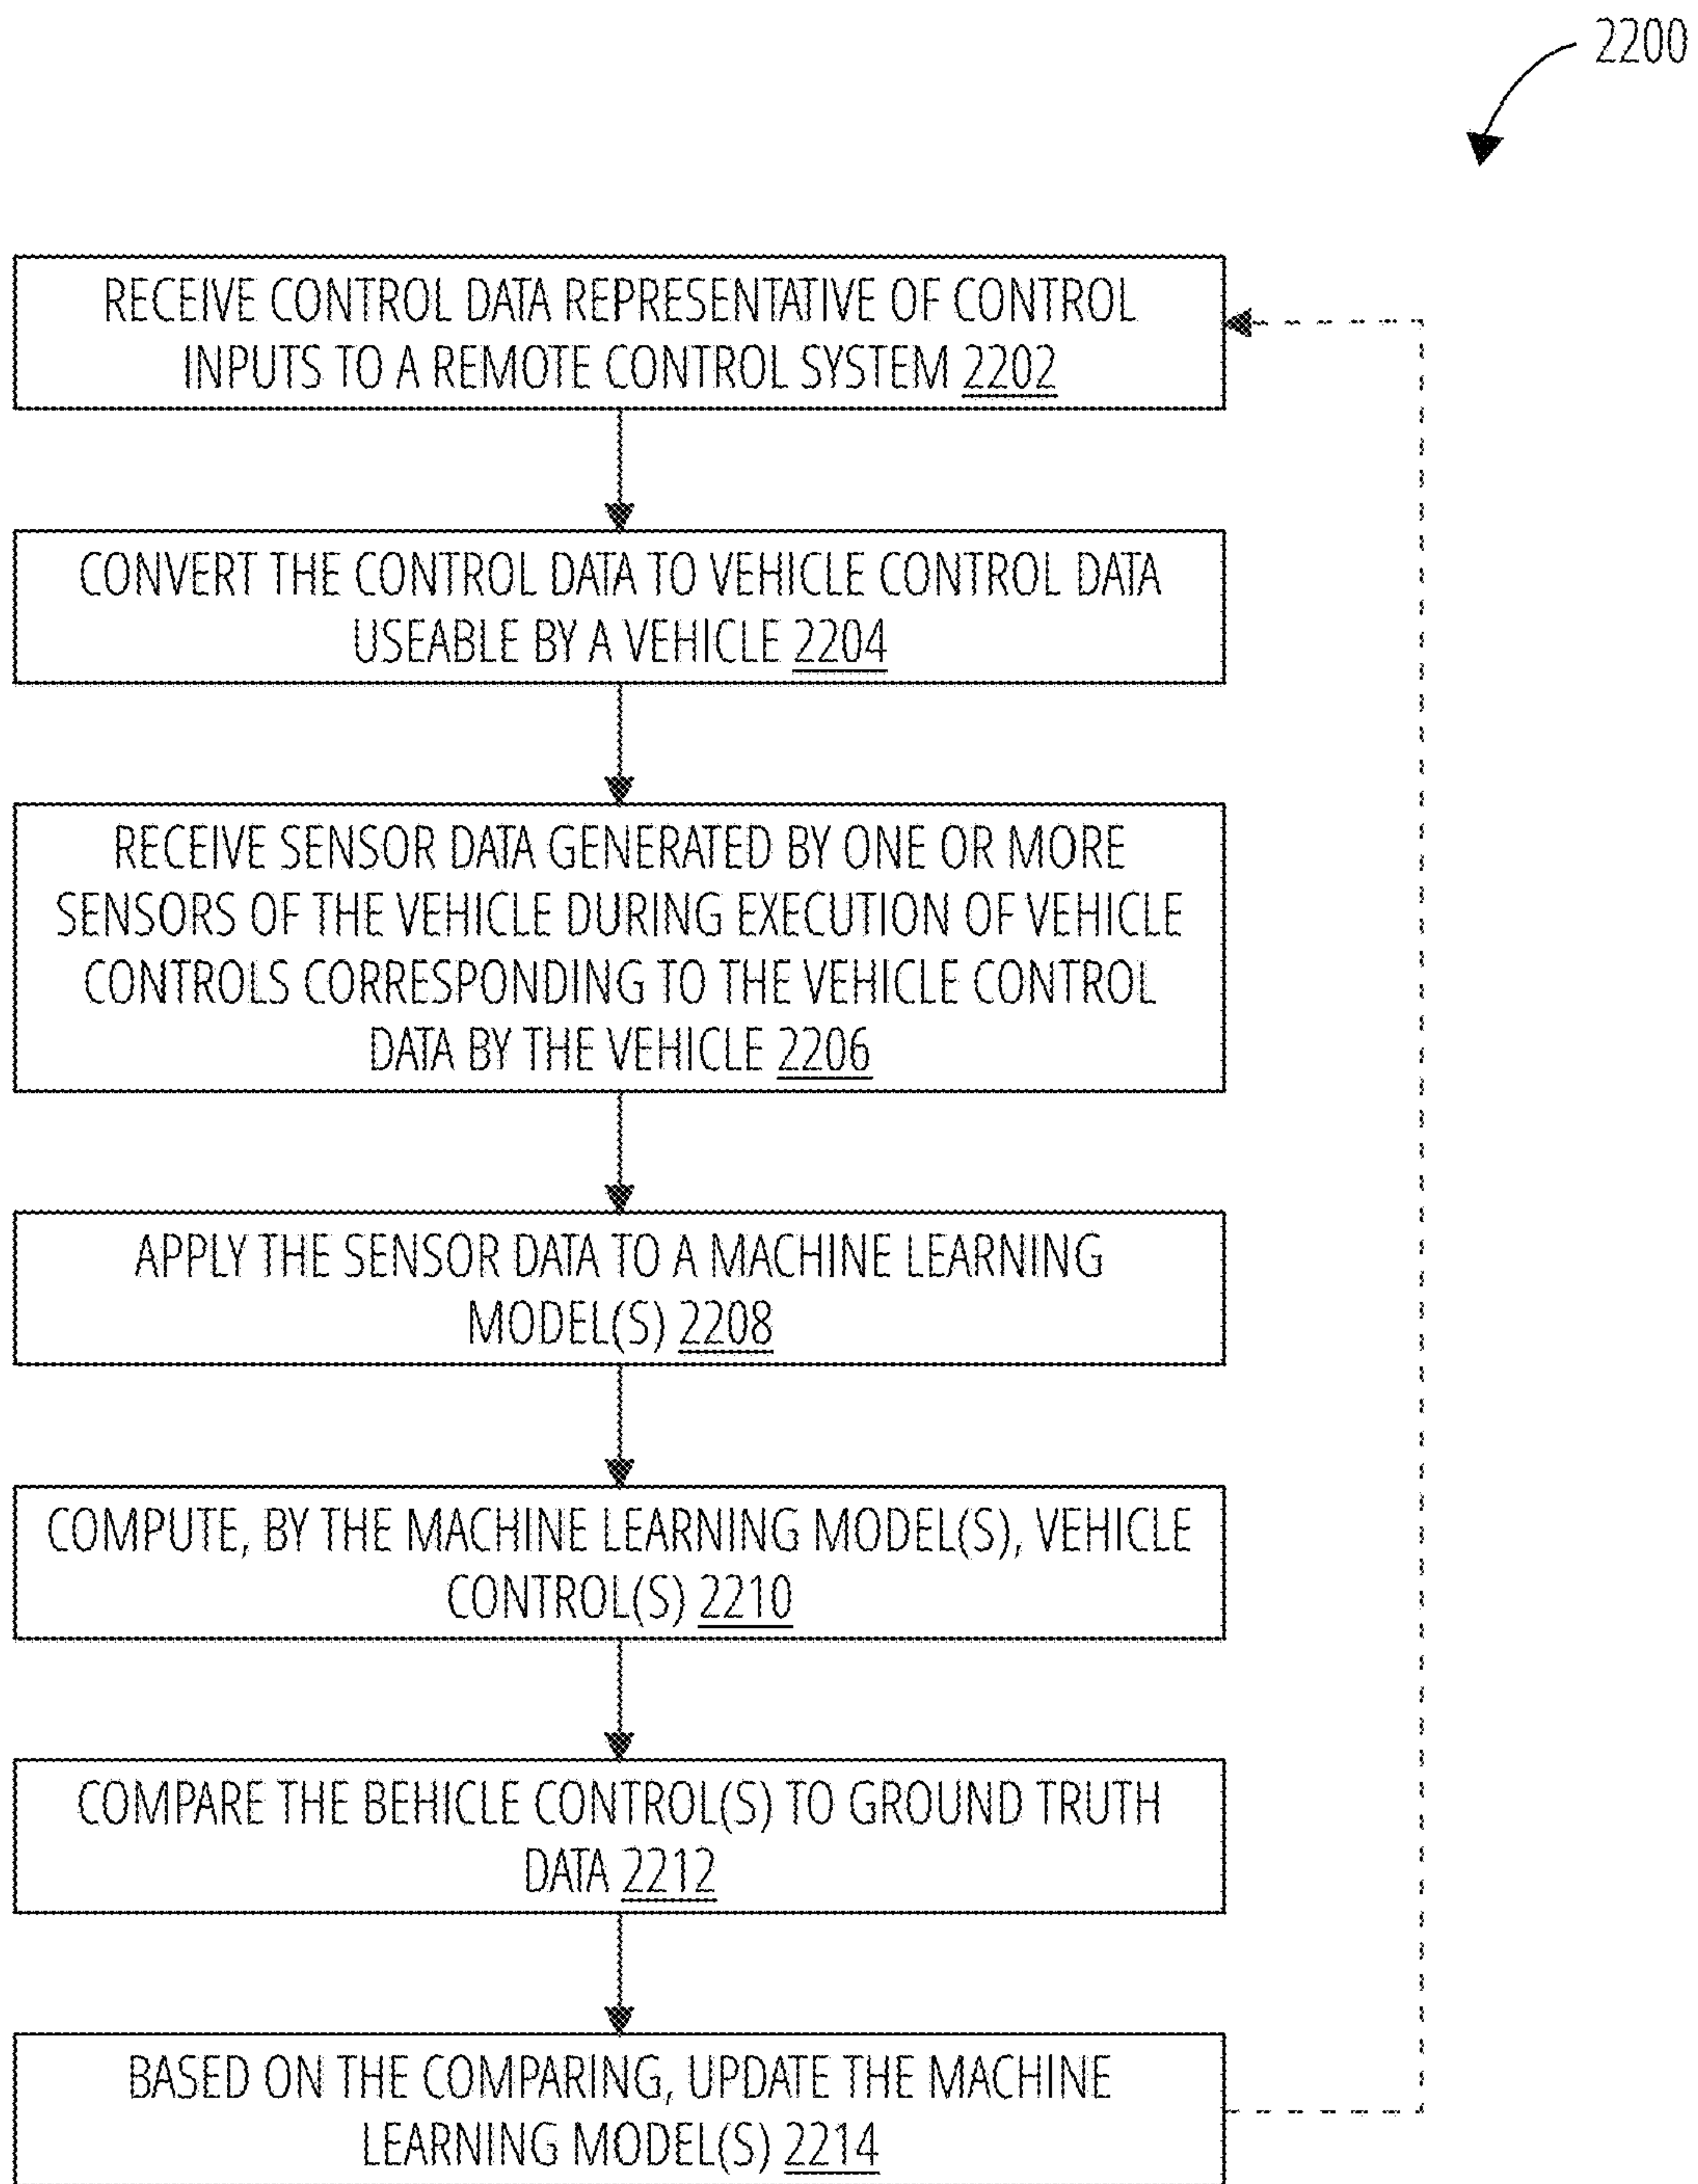 2200
RECEIVE CONTROL DATA REPRESENTATIVE OF CONTROL
INPUTS TO A REMOTE CONTROL SYSTEM 2202
CONVERT THE CONTROL DATA TO VEHICLE CONTROL DATA
USEABLE BY A VEHICLE 2204
RECEIVE SENSOR DATA GENERATED BY ONE OR MORE
SENSORS OF THE VEHICLE DURING EXECUTION OF VEHICLE
CONTROLS CORRESPONDING TO THE VEHICLE CONTROL
DATA BY THE VEHICLE 2206
APPLY THE SENSOR DATA TO A MACHINE LEARNING
MODEL(S) 2208
COMPUTE, BY THE MACHINE LEARNING MODEL(S), VEHICLE
CONTROL(S) 2210
COMPARE THE BEHICLE CONTROL(S) TO GROUND TRUTH
DATA 2212
BASED ON THE COMPARING, UPDATE THE MACHINE
LEARNING MODEL(S) 2214